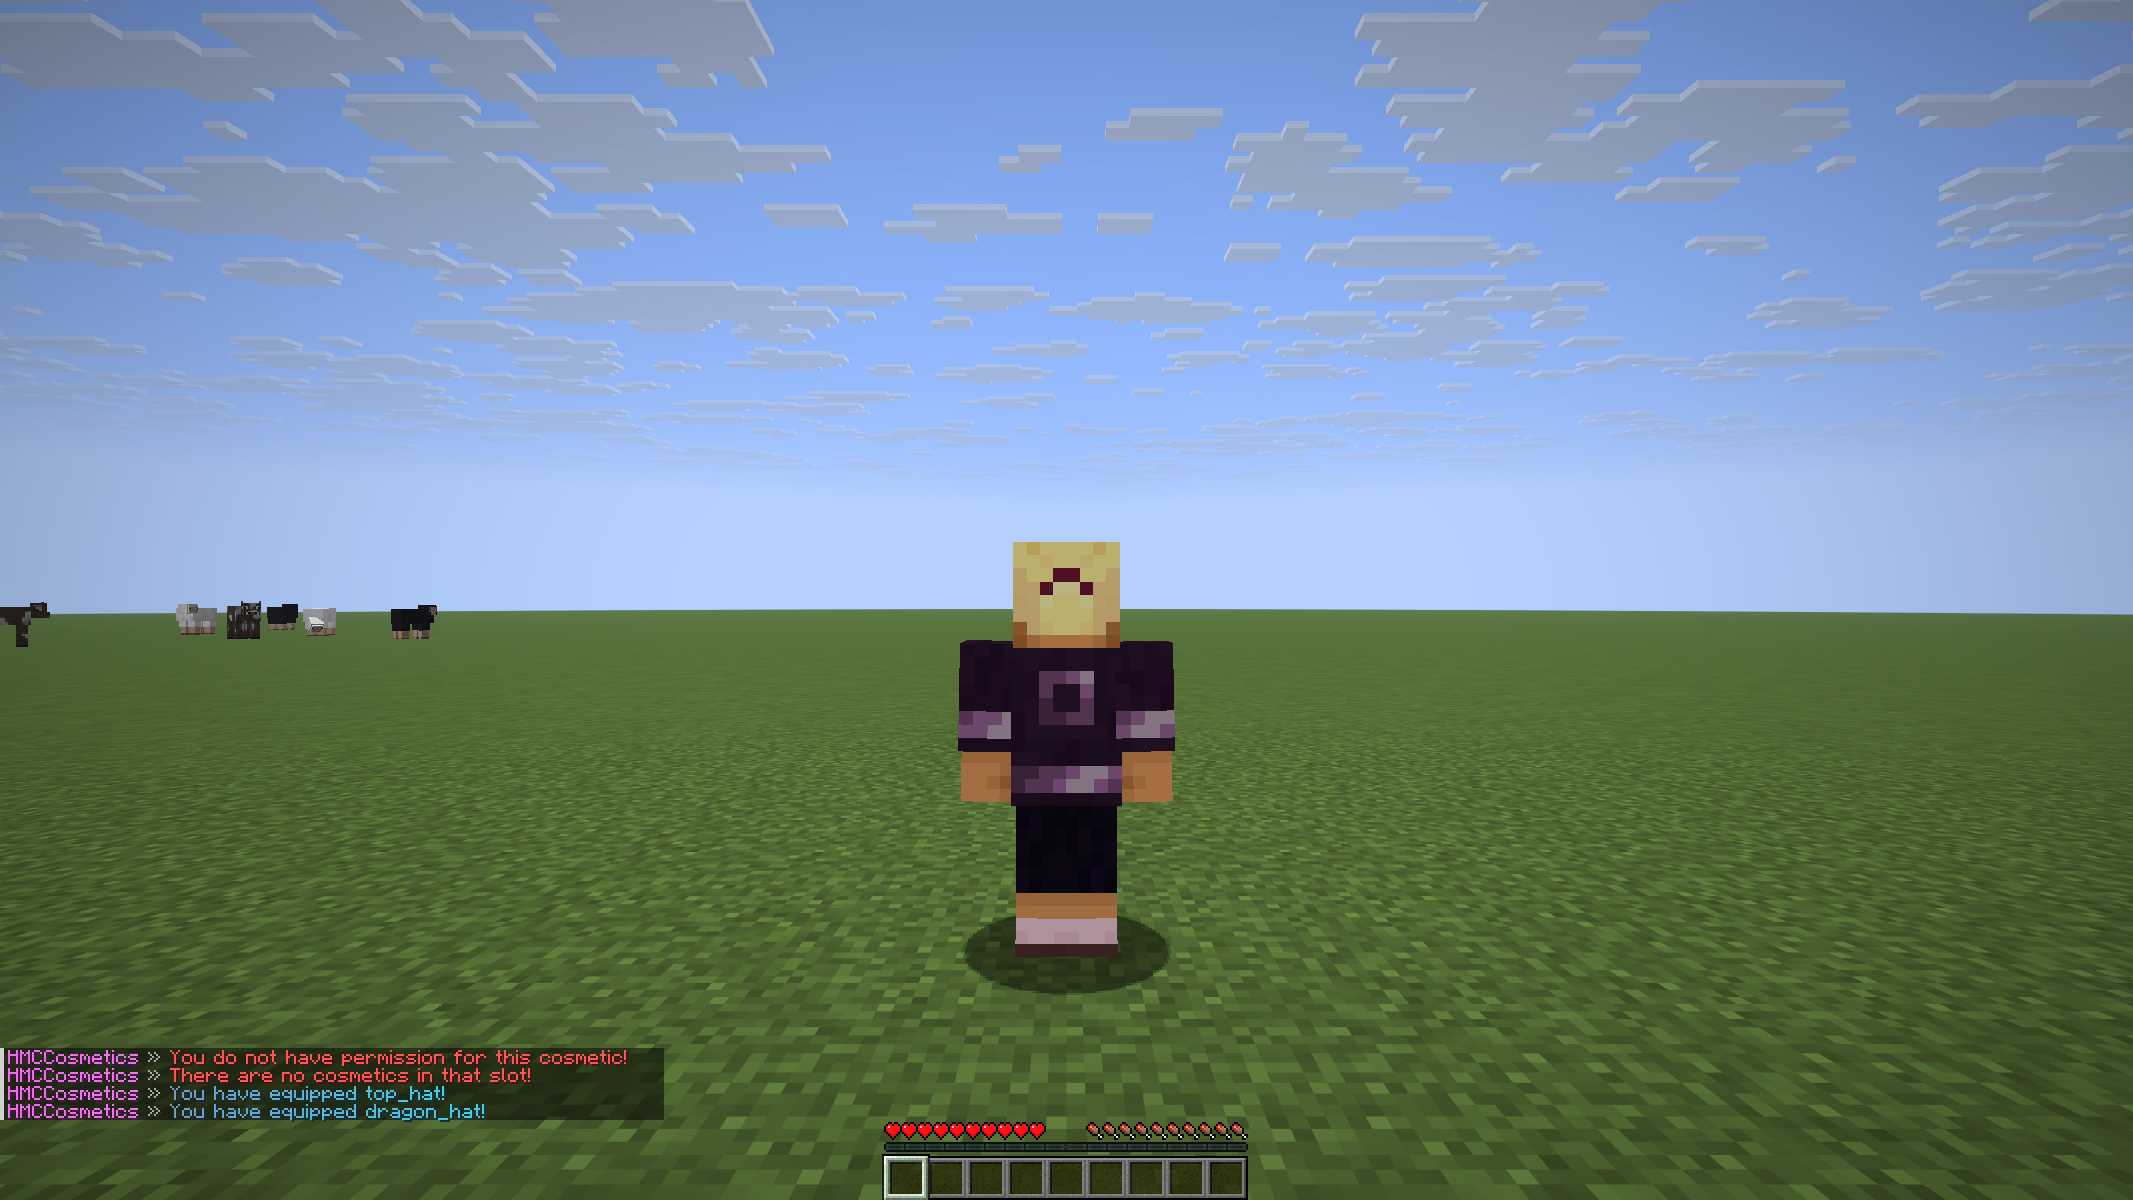 HMCCosmetics » You do not have permission for this cosmetic!
HMCCosmetics » There are no cosmetics in that slot!
HMCCosmetics » You have equipped top_hat!
HMCCosmetics » You have equipped dragon_hat!